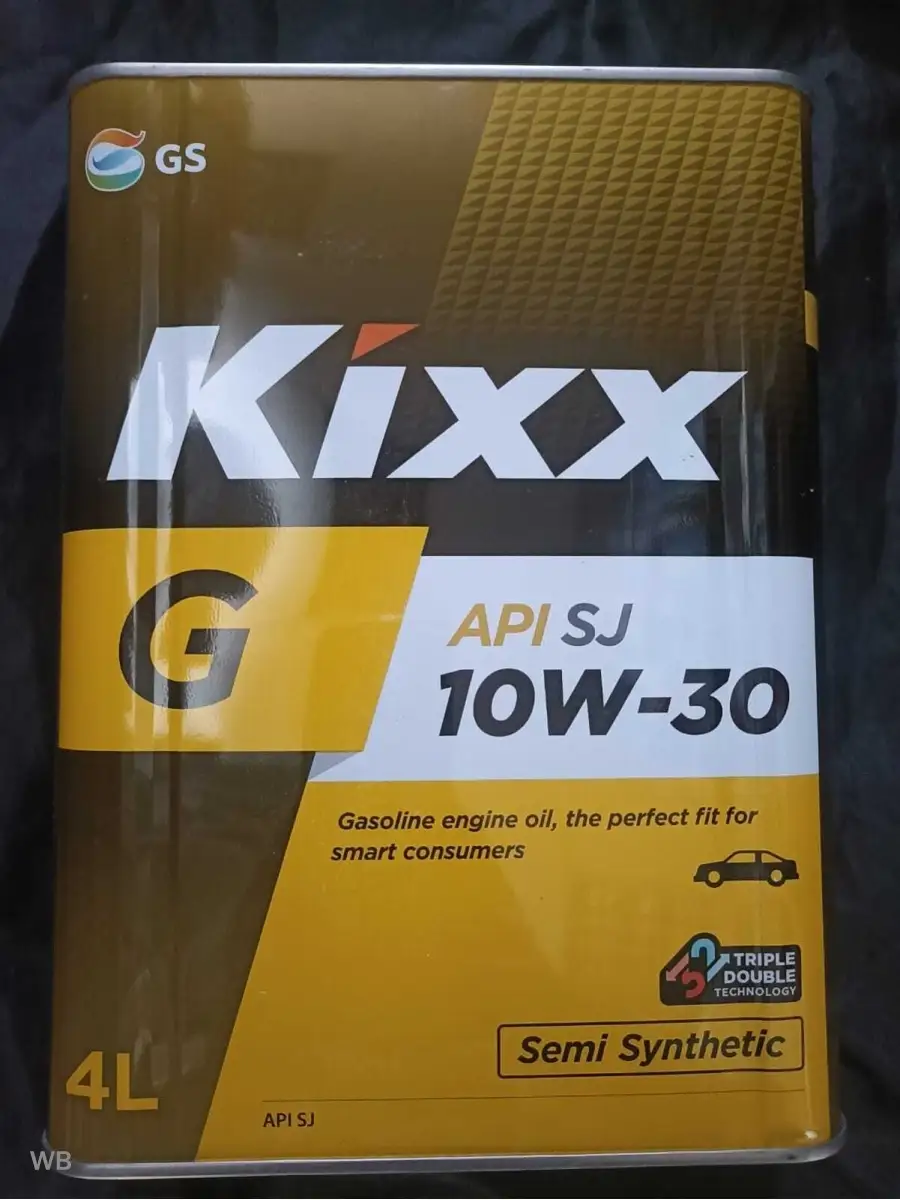 GS
Kixx
G
API SJ
10W-30
Gasoline engine oil, the perfect fit for
smart consumers
TRIPLE
DOUBLE
TECHNOLOGY
Semi Synthetic
4L
API SJ
WB